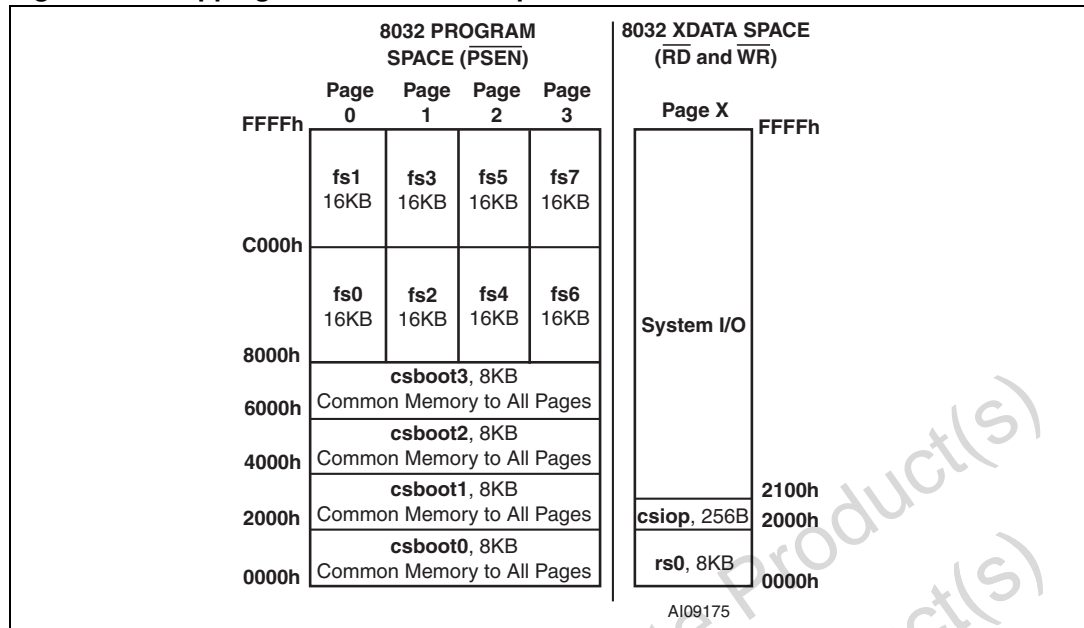 8032 PROGRAM
SPACE (PSEN)
8032 XDATA SPACE
(RD and WR)
Page 0
Page 1
Page 2
Page 3
Page X
FFFFh
FFFFh
fs1
16KB
fs3
16KB
fs5
16KB
fs7
16KB
C000h
fs0
16KB
fs2
16KB
fs4
16KB
fs6
16KB
System I/O
8000h
csboot3, 8KB
Common Memory to All Pages
6000h
csboot2, 8KB
Common Memory to All Pages
4000h
csboot1, 8KB
Common Memory to All Pages
2000h
2100h
csiop, 256B
2000h
csboot0, 8KB
Common Memory to All Pages
0000h
rs0, 8KB
0000h
AI09175
Product(s)